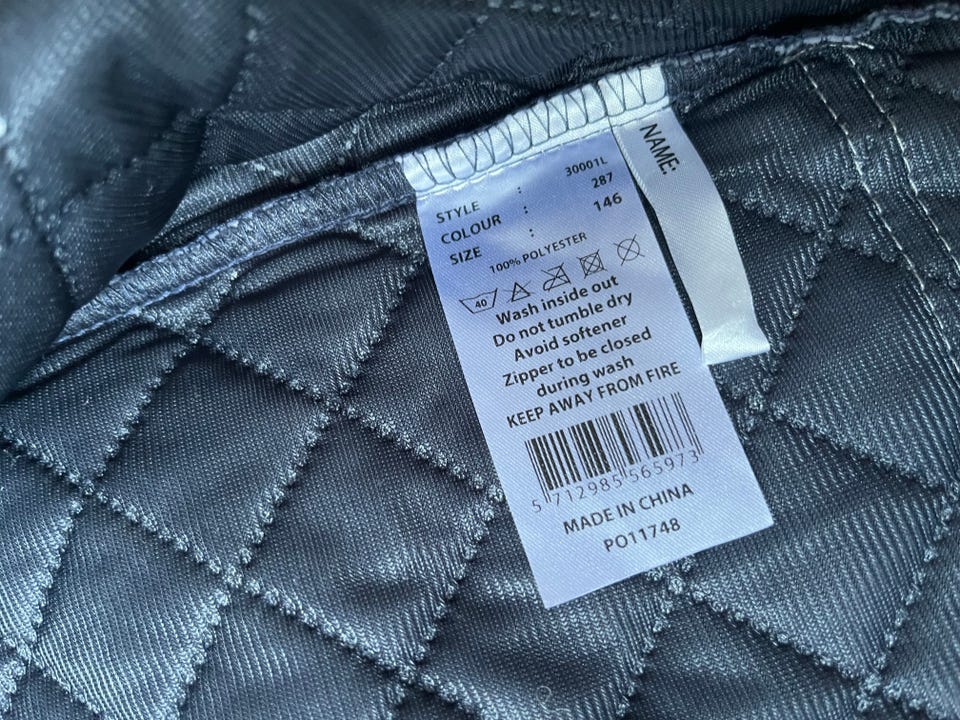 STYLE : 30001L
COLOUR : 287
SIZE : 146
100% POLYESTER
40
Wash inside out
Do not tumble dry
Avoid softener
Zipper to be closed
during wash
KEEP AWAY FROM FIRE
5 712985 565973
MADE IN CHINA
PO11748
NAME: